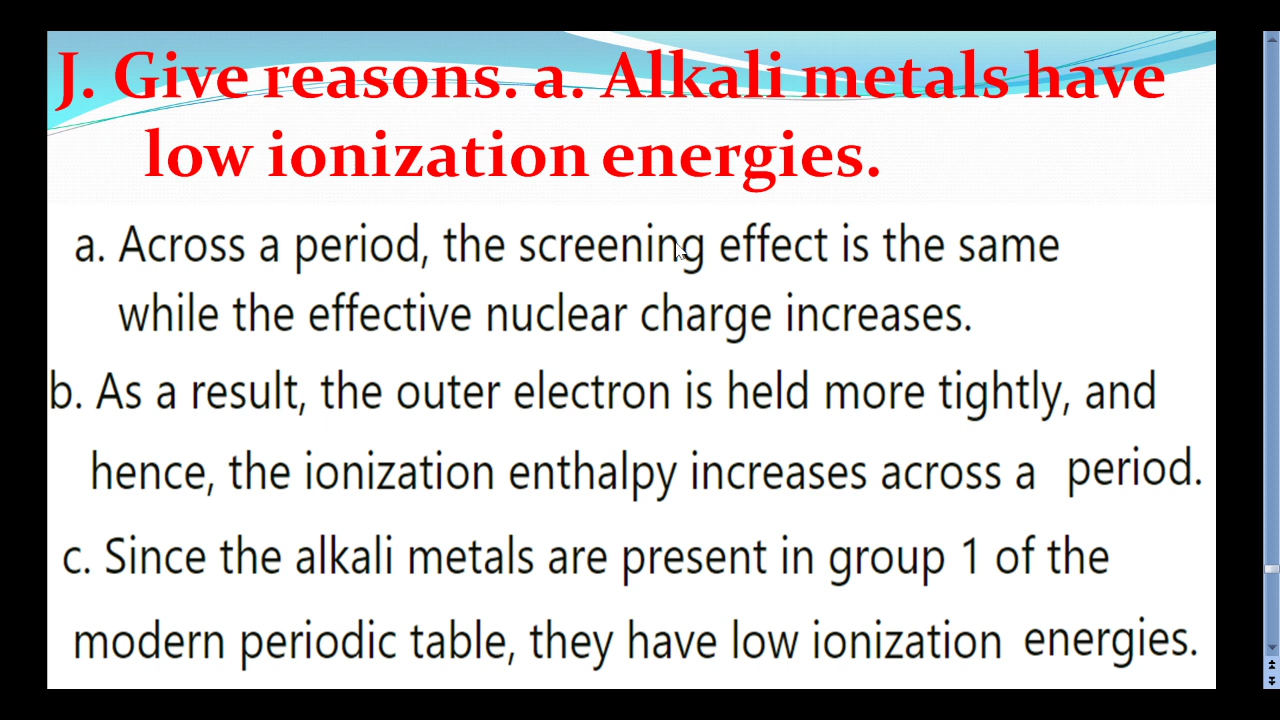 J. Give reasons. a. Alkali metals have
low ionization energies.
a. Across a period, the screening effect is the same
while the effective nuclear charge increases.
b. As a result, the outer electron is held more tightly, and
hence, the ionization enthalpy increases across a period.
c. Since the alkali metals are present in group 1 of the
modern periodic table, they have low ionization energies.